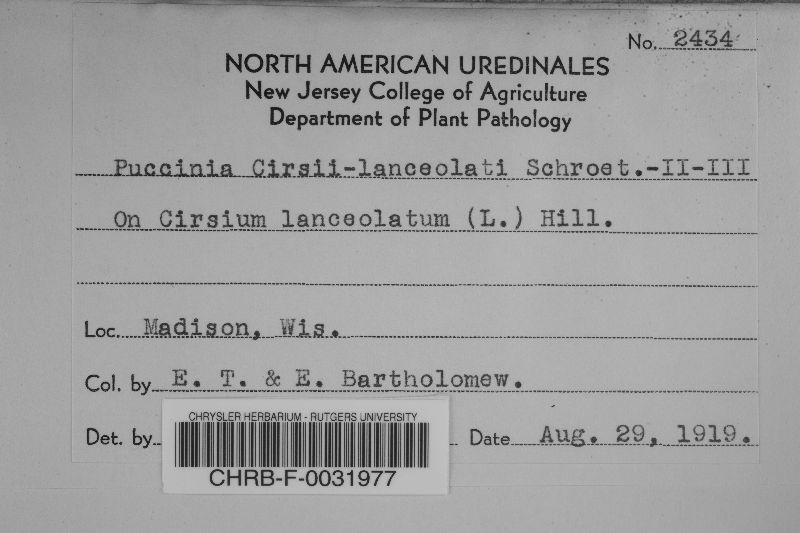 No. 2434
NORTH AMERICAN UREDINALES
New Jersey College of Agriculture
Department of Plant Pathology
Puccinia Cirsii-lanceolati Schroet.-II-III
On Cirsium lanceolatum (L.) Hill.
Loc. Madison, Wis.
Col. by E. T. & E. Bartholomew.
Det. by Date Aug. 29, 1919.
CHRYSLER HERBARIUM - RUTGERS UNIVERSITY
CHRB-F-0031977